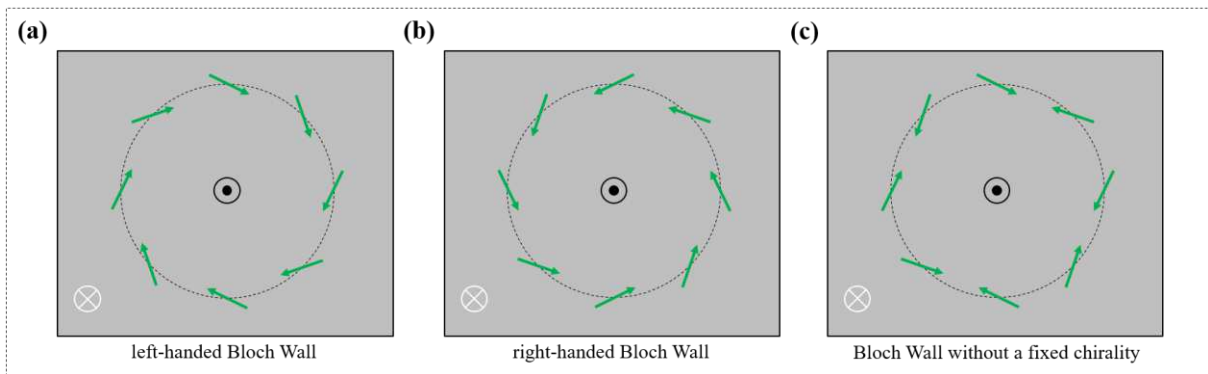 (a)
(b)
(c)
left-handed Bloch Wall
right-handed Bloch Wall
Bloch Wall without a fixed chirality